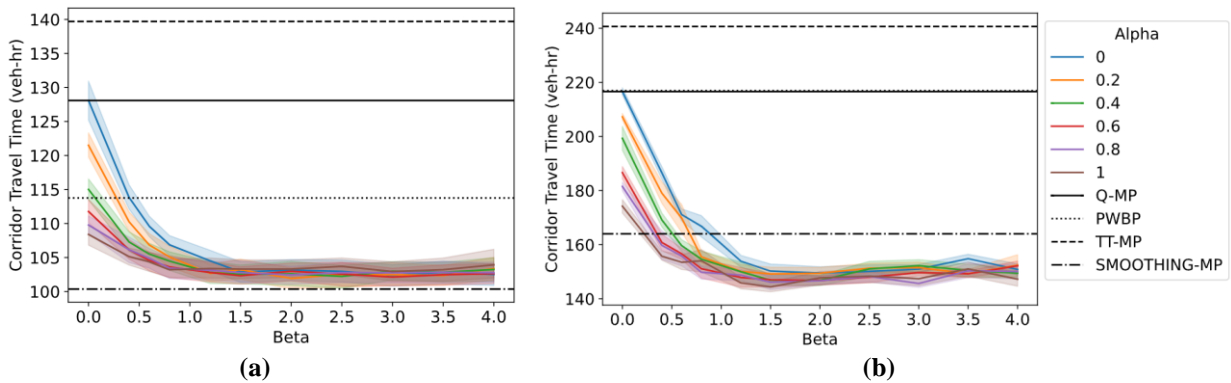 140
135
130
125
120
115
110
105
100
Corridor Travel Time (veh-hr)
0.0 0.5 1.0 1.5 2.0 2.5 3.0 3.5 4.0
Beta
(a)
240
220
200
180
160
140
Corridor Travel Time (veh-hr)
0.0 0.5 1.0 1.5 2.0 2.5 3.0 3.5 4.0
Beta
(b)
Alpha
0
0.2
0.4
0.6
0.8
1
Q-MP
PWBP
TT-MP
SMOOTHING-MP